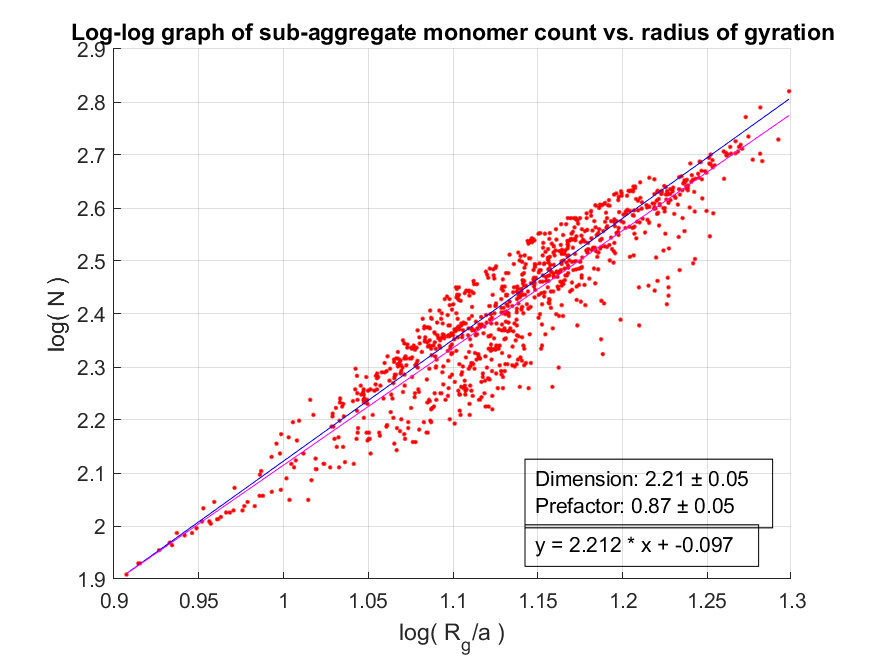 Log-log graph of sub-aggregate monomer count vs. radius of gyration
2.9
2.8
2.7
2.6
2.5
2.4
2.3
2.2
2.1
2
1.9
log( N )
Dimension: 2.21 ± 0.05
Prefactor: 0.87 ± 0.05
y = 2.212 * x + -0.097
0.9 0.95 1 1.05 1.1 1.15 1.2 1.25 1.3
log( R_g/a )